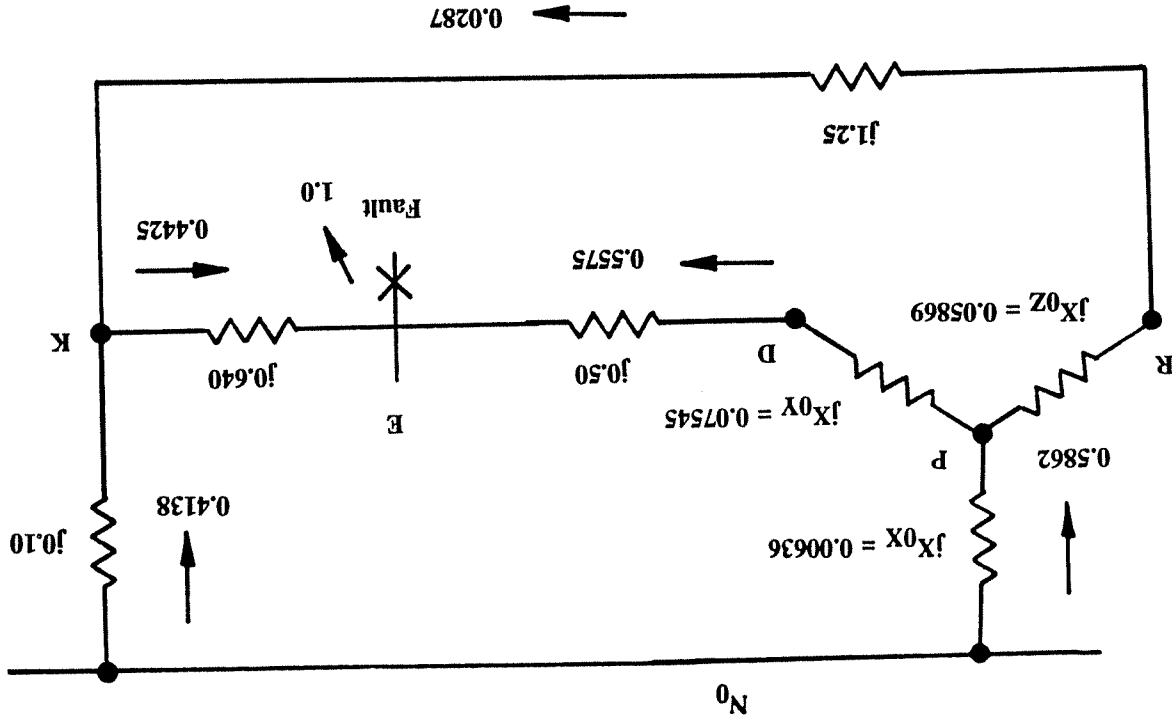 N0
jX0X = 0.00636
j0.10
0.4138
0.5862
P
jX0Y = 0.07545
E
R
D
j0.50
j0.640
K
jX0Z = 0.05869
0.5575
0.4425
Fault
1.0
j1.25
0.0287